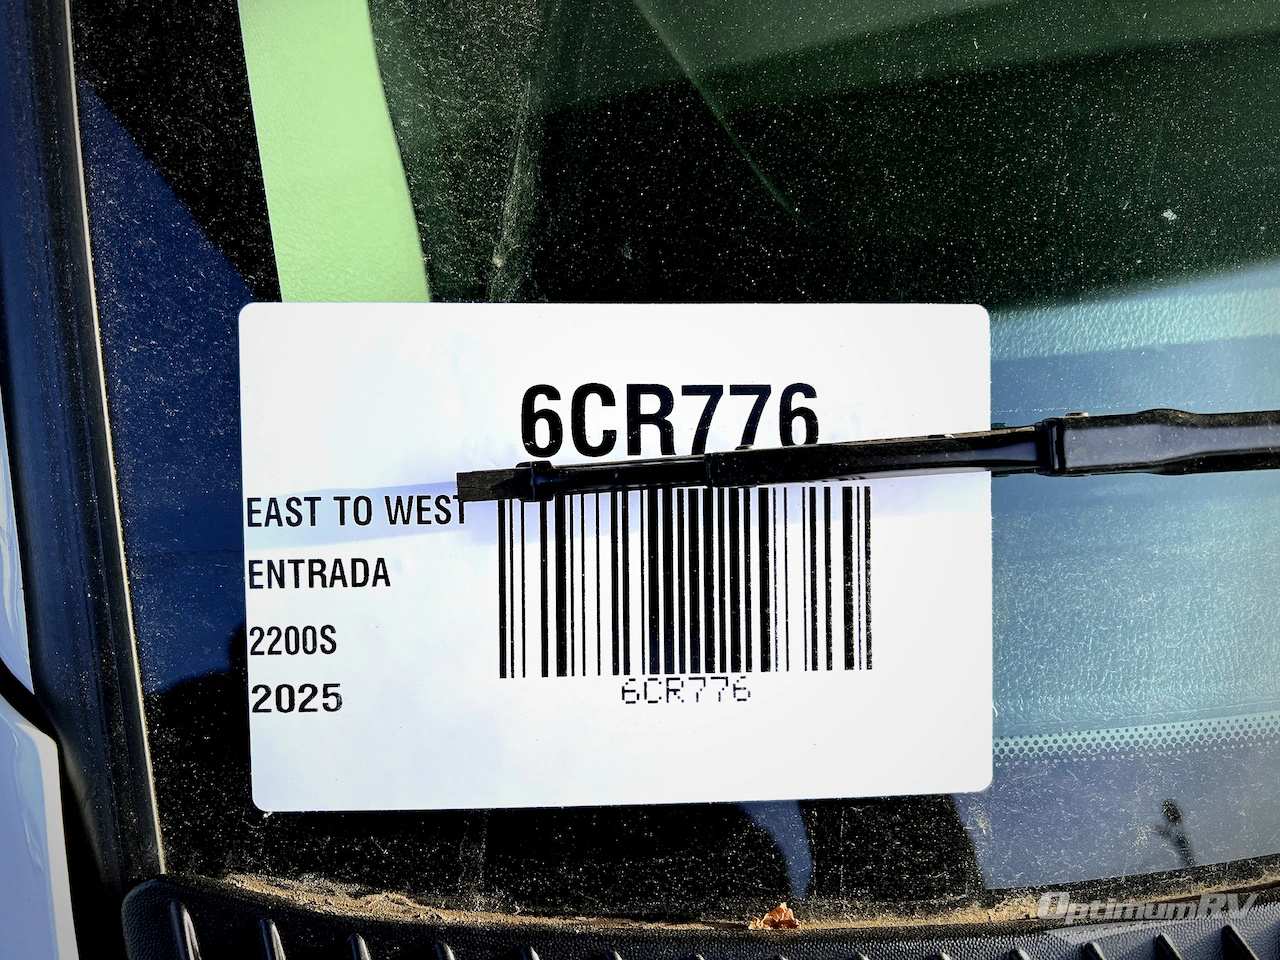 6CR776
EAST TO WEST
ENTRADA
2200S
2025
6CR776
OptimumRV